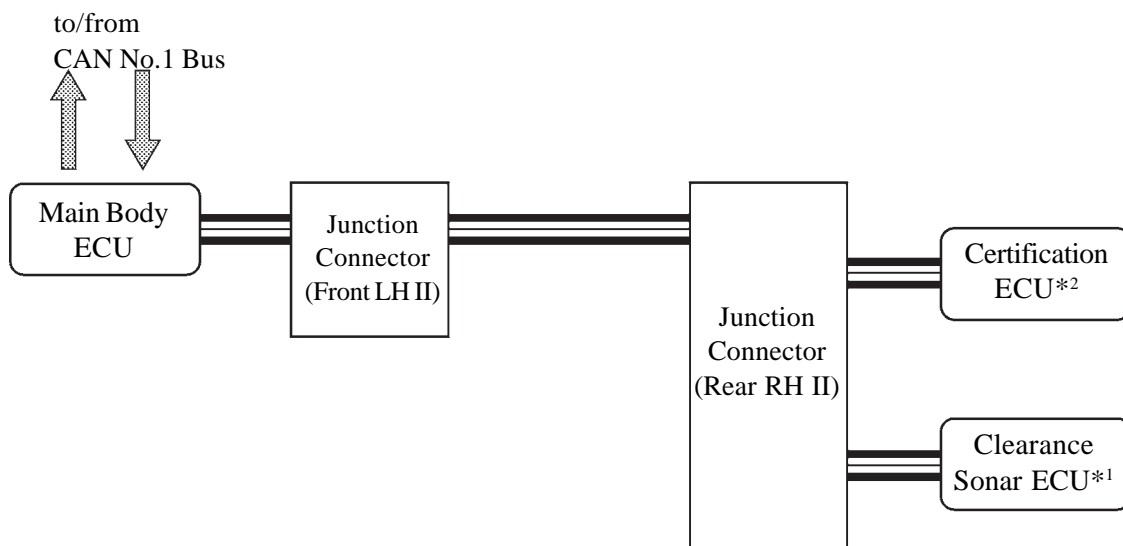 to/from
CAN No.1 Bus
Main Body
ECU
Junction
Connector
(Front LH II)
Junction
Connector
(Rear RH II)
Certification
ECU*2
Clearance
Sonar ECU*1